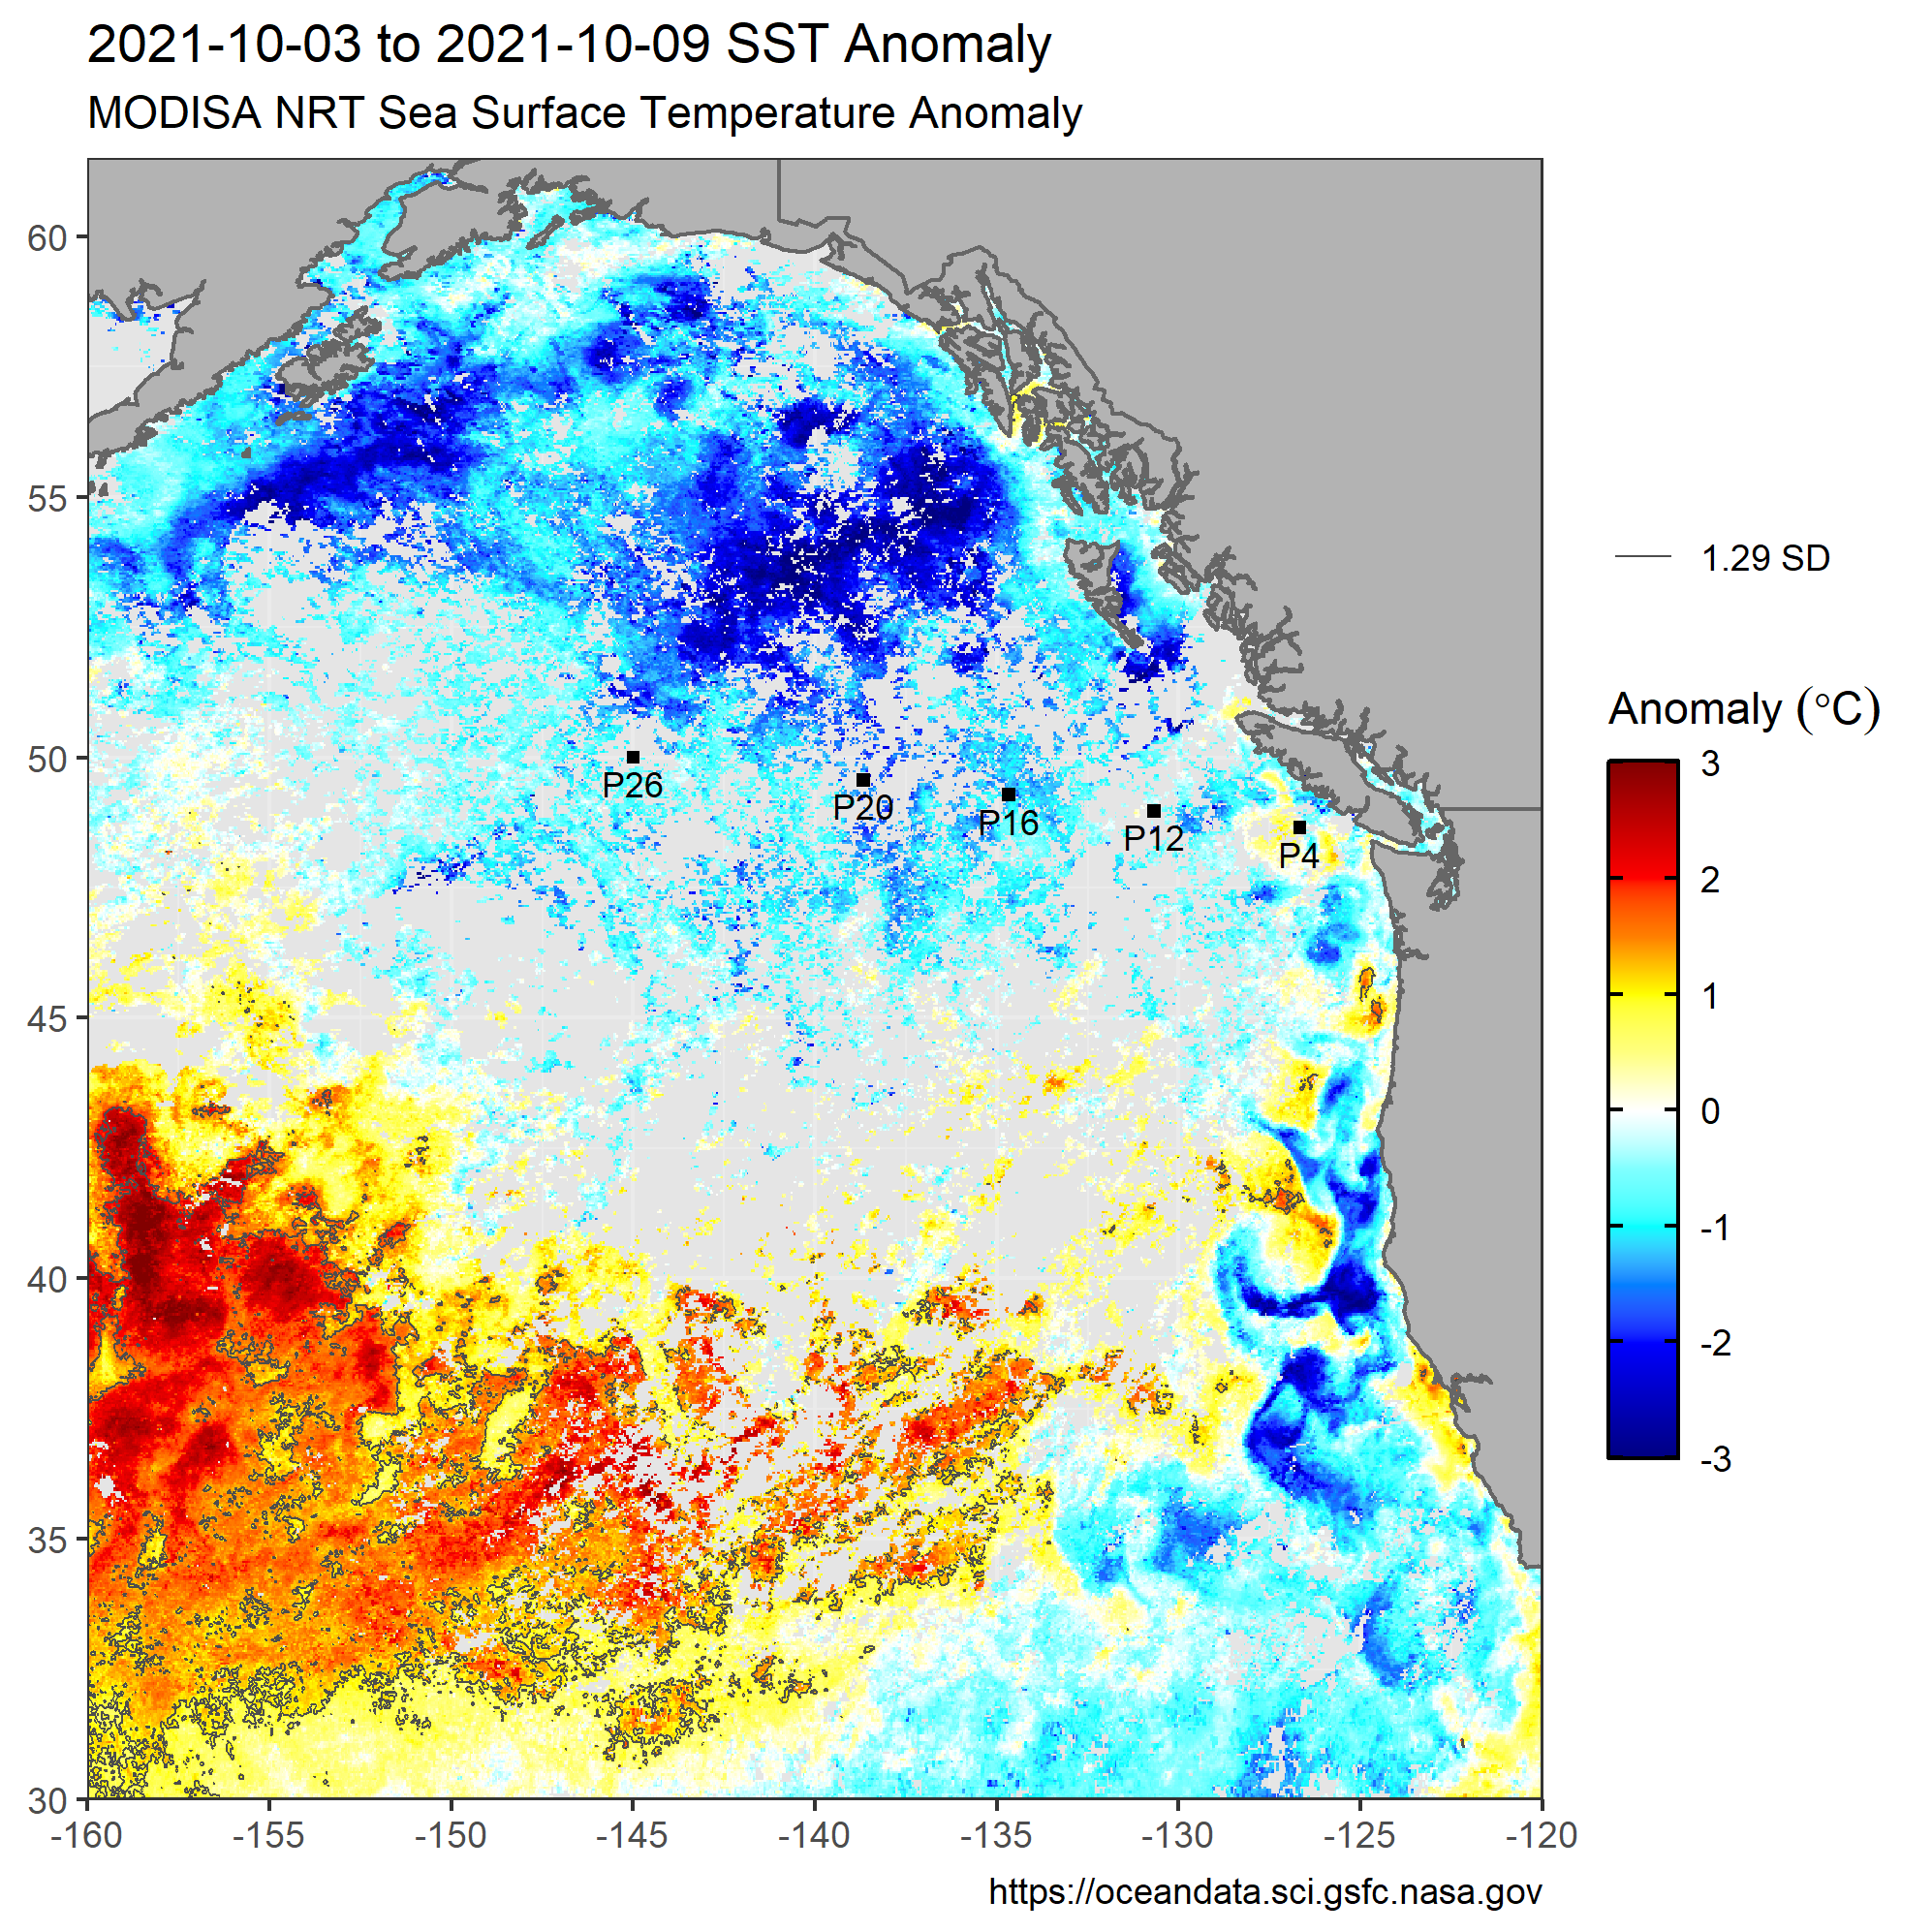 2021-10-03 to 2021-10-09 SST Anomaly
MODISA NRT Sea Surface Temperature Anomaly
60
55
50
45
40
35
30
-160
-155
-150
-145
-140
-135
-130
-125
-120
P26
P20
P16
P12
P4
1.29 SD
Anomaly (°C)
3
2
1
0
-1
-2
-3
https://oceandata.sci.gsfc.nasa.gov